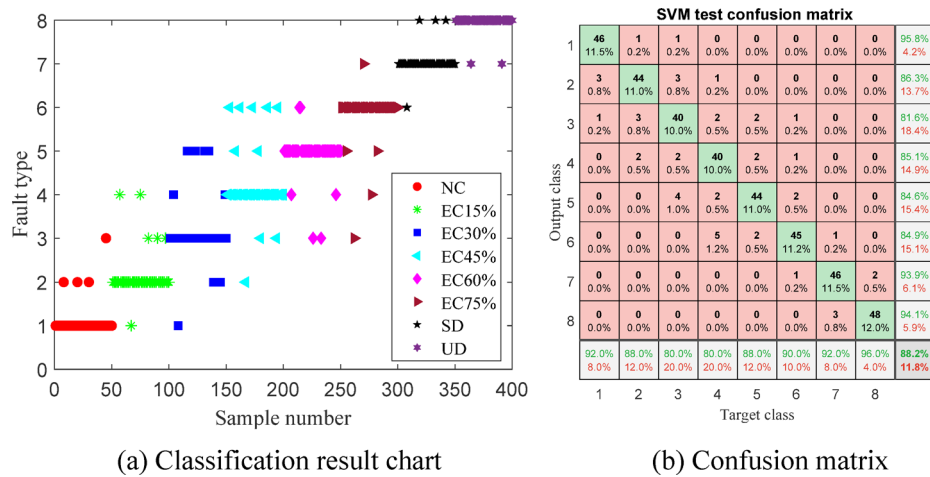 8
7
6
5
4
3
2
1
0
Fault type
0 50 100 150 200 250 300 350 400
Sample number
NC
EC15%
EC30%
EC45%
EC60%
EC75%
SD
UD
(a) Classification result chart
SVM test confusion matrix
Output class
1 46 1 1 0 0 0 0 0 95.8%
11.5% 0.2% 0.2% 0.0% 0.0% 0.0% 0.0% 0.0% 4.2%
2 3 44 3 1 0 0 0 0 86.3%
0.8% 11.0% 0.8% 0.2% 0.0% 0.0% 0.0% 0.0% 13.7%
3 1 3 40 2 2 1 0 0 81.6%
0.2% 0.8% 10.0% 0.5% 0.5% 0.2% 0.0% 0.0% 18.4%
4 0 2 2 40 2 1 0 0 85.1%
0.0% 0.5% 0.5% 10.0% 0.5% 0.2% 0.0% 0.0% 14.9%
5 0 0 4 2 44 2 0 0 84.6%
0.0% 0.0% 1.0% 0.5% 11.0% 0.5% 0.0% 0.0% 15.4%
6 0 0 0 5 2 45 1 0 84.9%
0.0% 0.0% 0.0% 1.2% 0.5% 11.2% 0.2% 0.0% 15.1%
7 0 0 0 0 0 1 46 2 93.9%
0.0% 0.0% 0.0% 0.0% 0.0% 0.2% 11.5% 0.5% 6.1%
8 0 0 0 0 0 0 3 48 94.1%
0.0% 0.0% 0.0% 0.0% 0.0% 0.0% 0.8% 12.0% 5.9%
92.0% 88.0% 80.0% 80.0% 88.0% 90.0% 92.0% 96.0% 88.2%
8.0% 12.0% 20.0% 20.0% 12.0% 10.0% 8.0% 4.0% 11.8%
1 2 3 4 5 6 7 8
Target class
(b) Confusion matrix